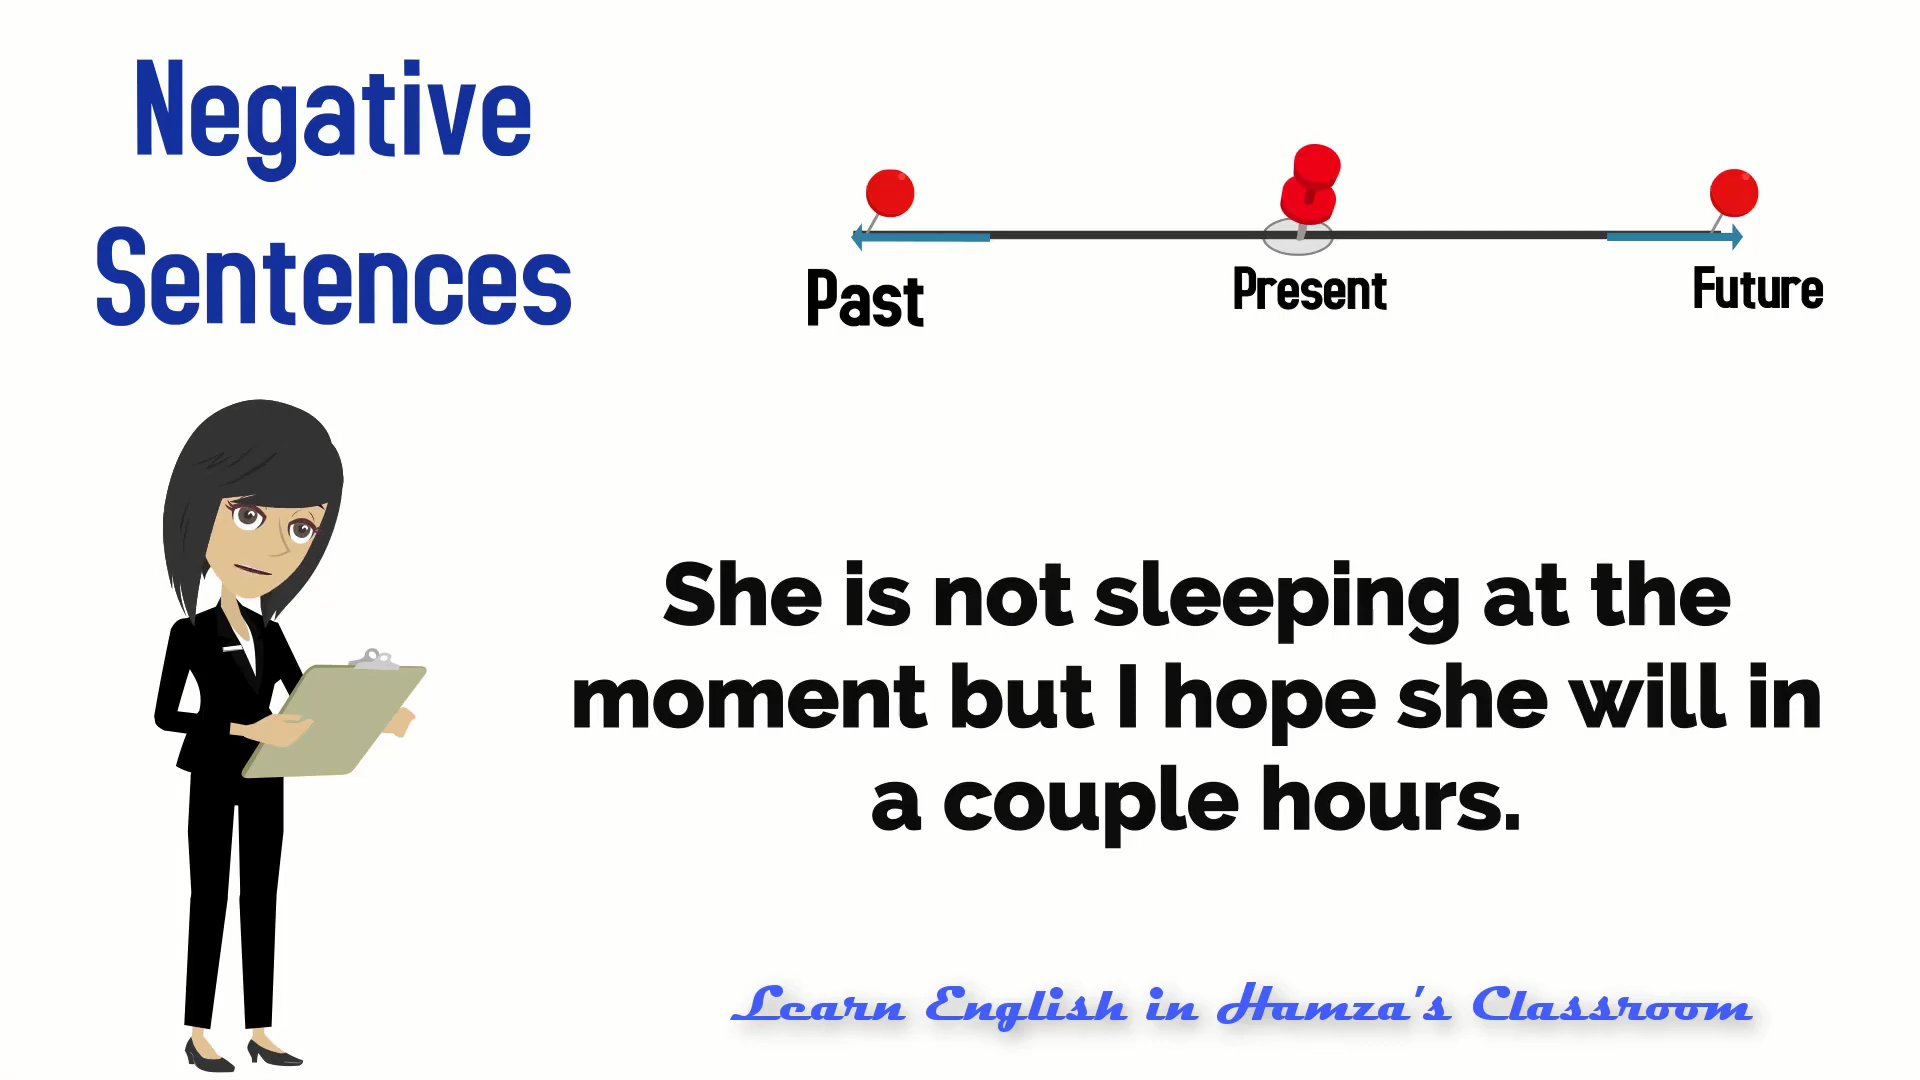 Negative
Sentences
Past
Present
Future
She is not sleeping at the
moment but I hope she will in
a couple hours.
Learn English in Hamza's Classroom